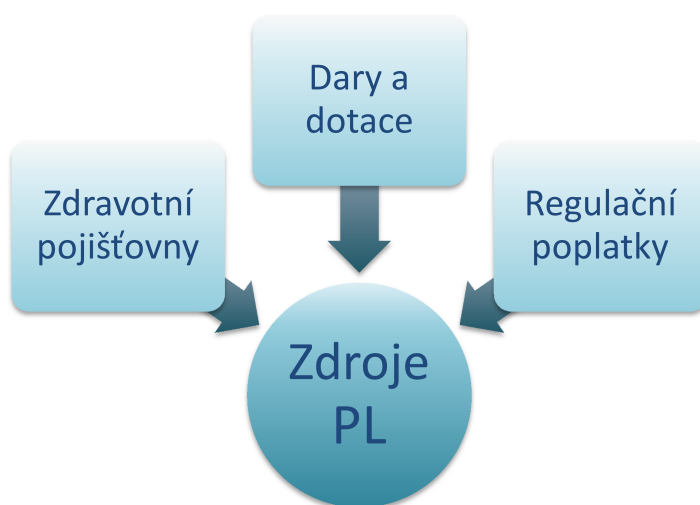 Dary a
dotace
Zdravotní
pojišťovny
Regulační
poplatky
Zdroje
PL